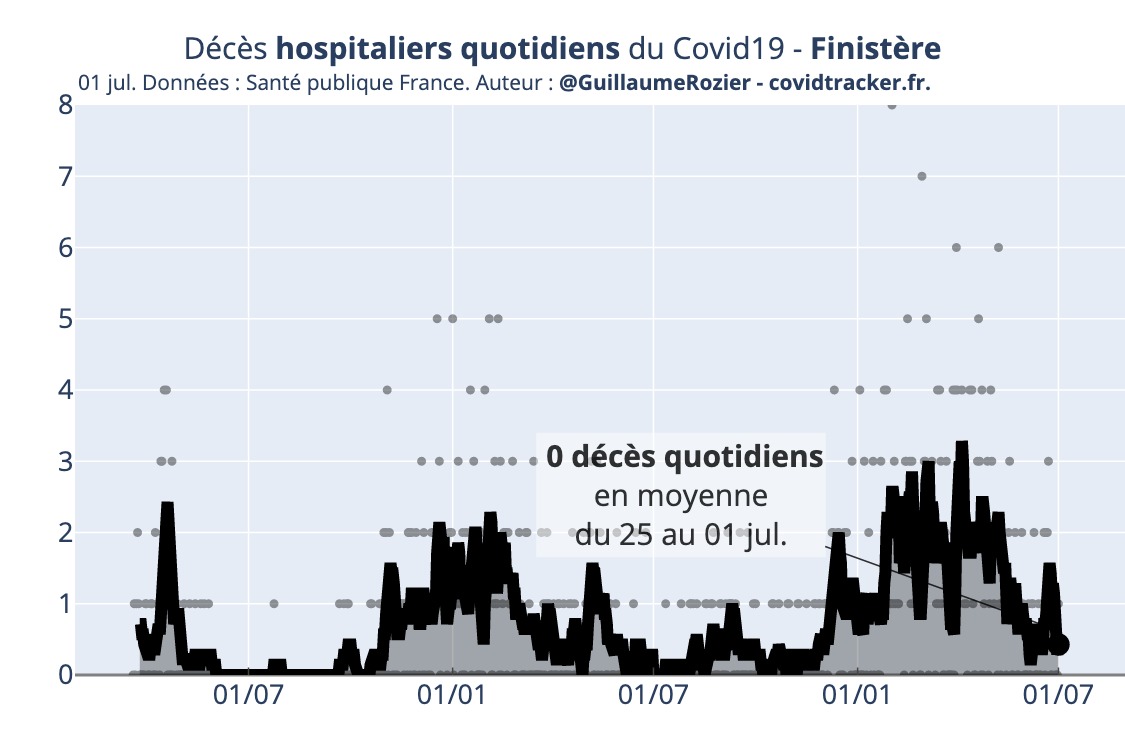 Décès hospitaliers quotidiens du Covid19 - Finistère
01 jul. Données : Santé publique France. Auteur : @GuillaumeRozier - covidtracker.fr.
8
7
6
5
4
3
2
1
0
0 décès quotidiens
en moyenne
du 25 au 01 jul.
01/07 01/01 01/07 01/01 01/07